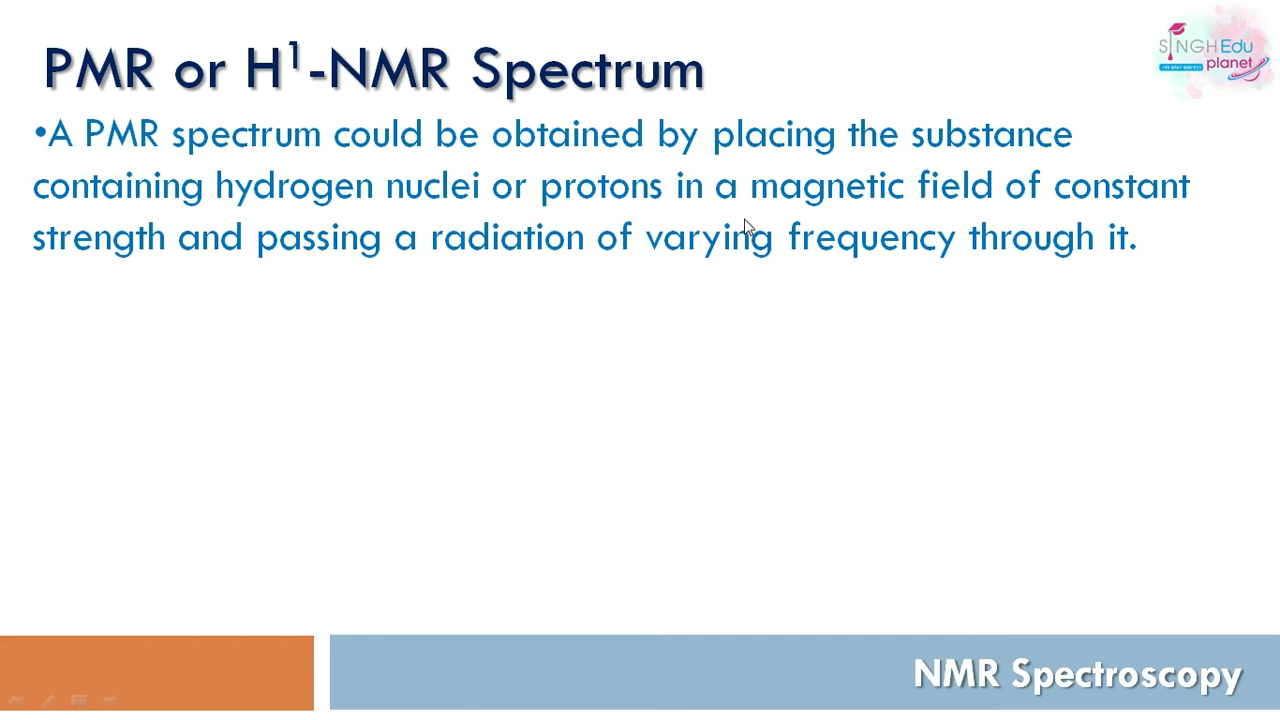 PMR or H¹-NMR Spectrum
SINGH Edu
planet
•A PMR spectrum could be obtained by placing the substance
containing hydrogen nuclei or protons in a magnetic field of constant
strength and passing a radiation of varying frequency through it.
NMR Spectroscopy